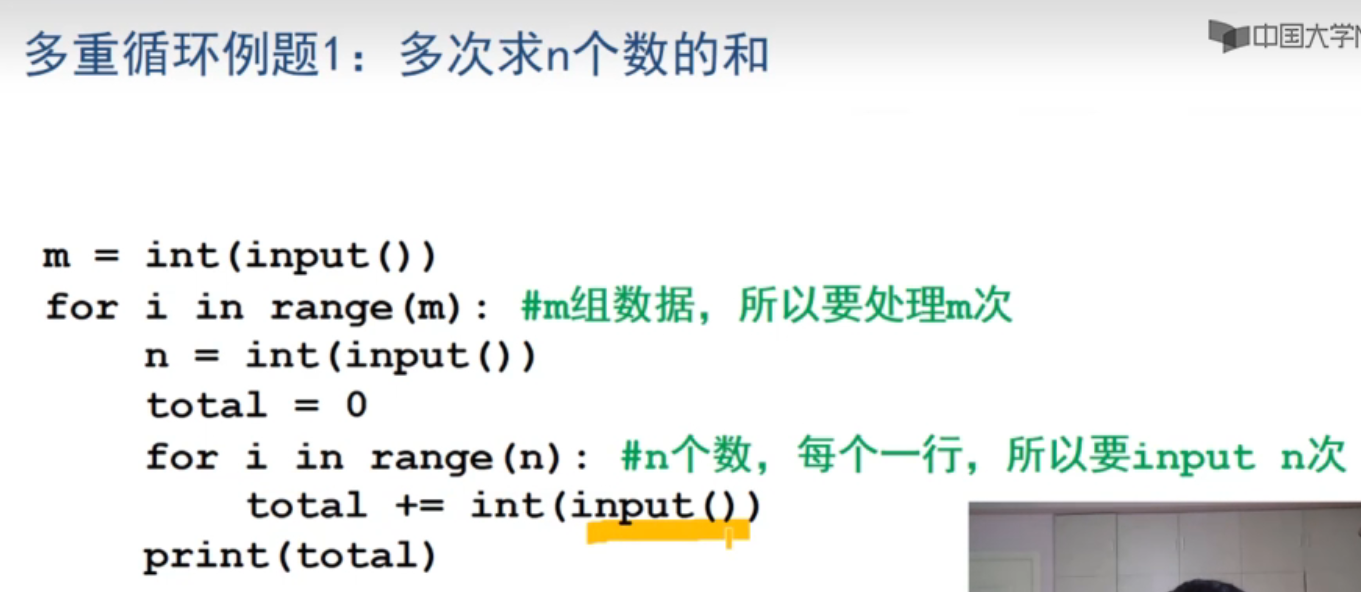 多重循环例题1：多次求n个数的和
中国大学
m = int(input())
for i in range(m): #m组数据，所以要处理m次
n = int(input())
total = 0
for i in range(n): #n个数，每个一行，所以要input n次
total += int(input())
print(total)